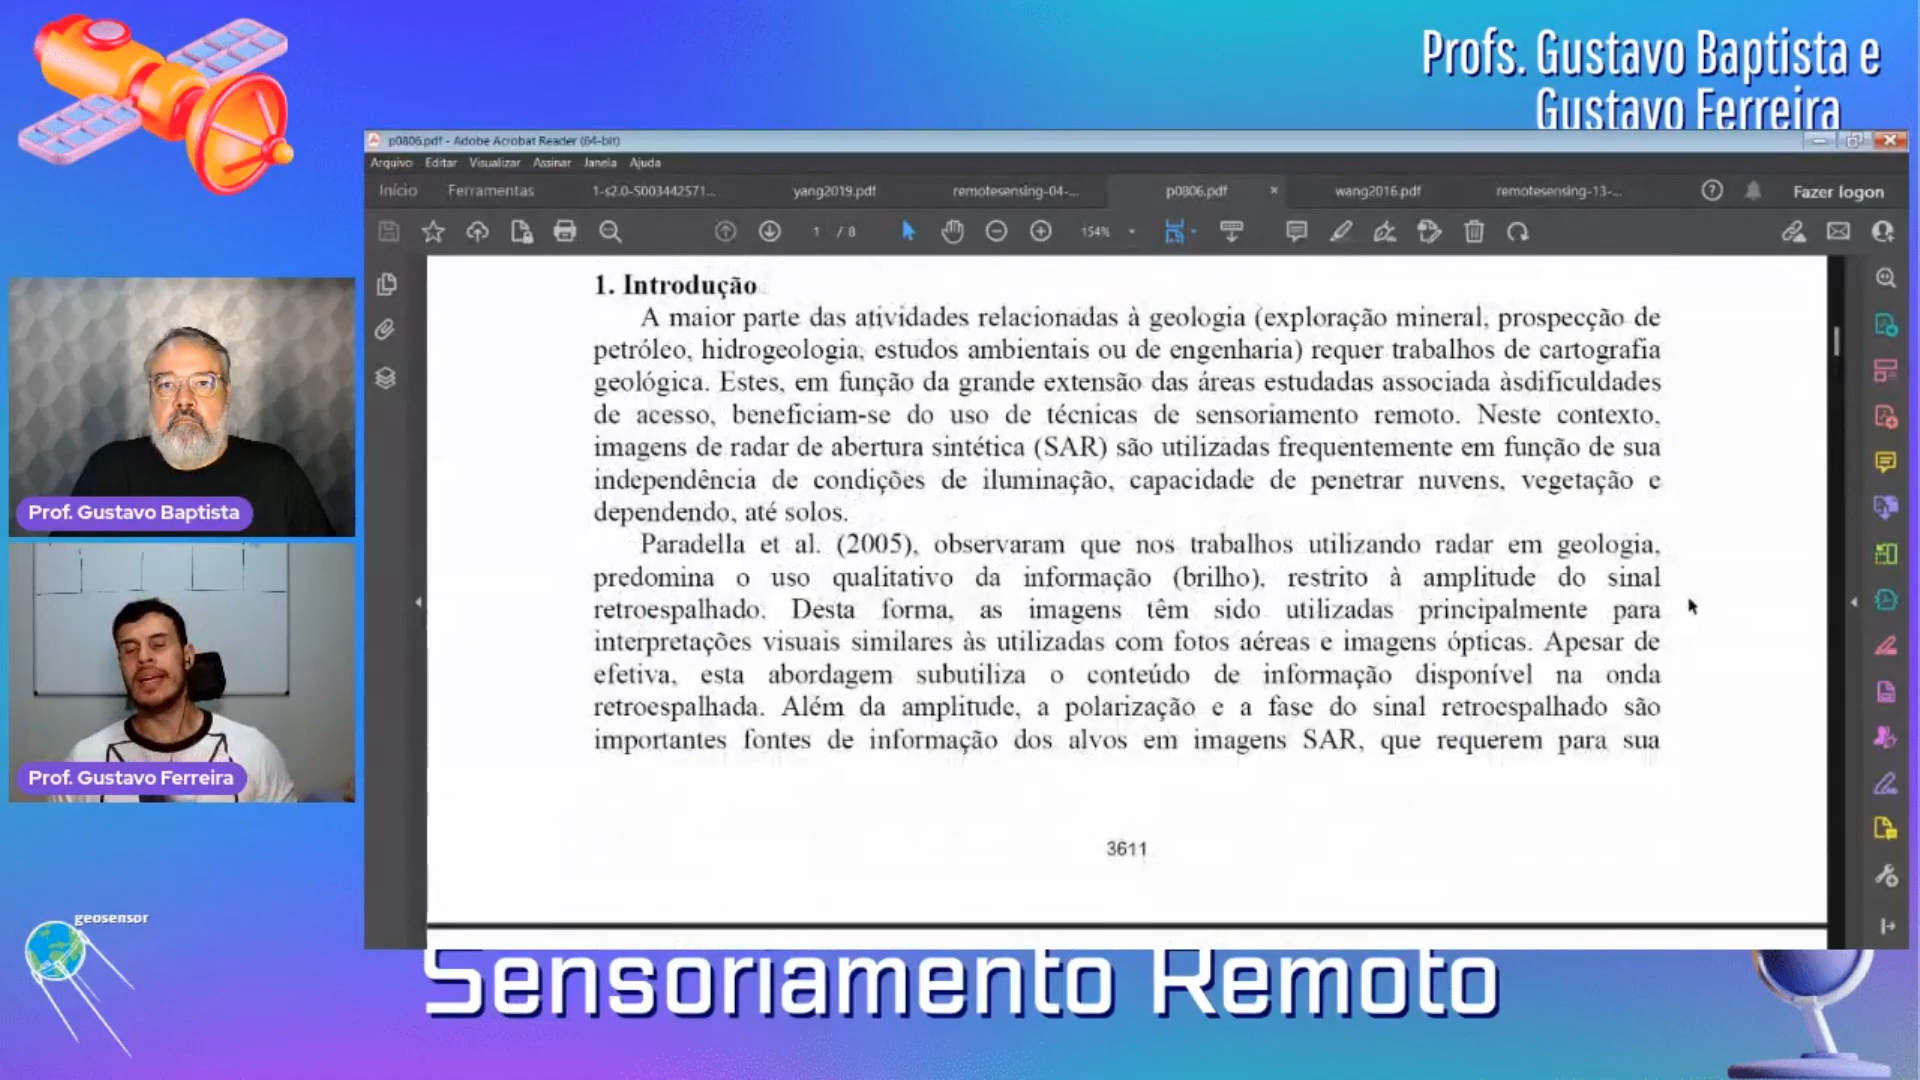 Profs. Gustavo Baptista e
Gustavo Ferreira
p0806.pdf - Adobe Acrobat Reader (64-bit)
Arquivo Editar Visualizar Assinar Janela Ajuda
Início Ferramentas 1-s2.0-S003442571... yang2019.pdf remotesensing-04-... p0806.pdf × wang2016.pdf remotesensing-13-... Fazer logon
1 / 8 154%
1. Introdução
A maior parte das atividades relacionadas à geologia (exploração mineral, prospecção de
petróleo, hidrogeologia, estudos ambientais ou de engenharia) requer trabalhos de cartografia
geológica. Estes, em função da grande extensão das áreas estudadas associada àsdificuldades
de acesso, beneficiam-se do uso de técnicas de sensoriamento remoto. Neste contexto,
imagens de radar de abertura sintética (SAR) são utilizadas frequentemente em função de sua
independência de condições de iluminação, capacidade de penetrar nuvens, vegetação e
dependendo, até solos.
Paradella et al. (2005), observaram que nos trabalhos utilizando radar em geologia,
predomina o uso qualitativo da informação (brilho), restrito à amplitude do sinal
retroespalhado. Desta forma, as imagens têm sido utilizadas principalmente para
interpretações visuais similares às utilizadas com fotos aéreas e imagens ópticas. Apesar de
efetiva, esta abordagem subutiliza o conteúdo de informação disponível na onda
retroespalhada. Além da amplitude, a polarização e a fase do sinal retroespalhado são
importantes fontes de informação dos alvos em imagens SAR, que requerem para sua
3611
Prof. Gustavo Baptista
Prof. Gustavo Ferreira
geosensor
Sensoriamento Remoto